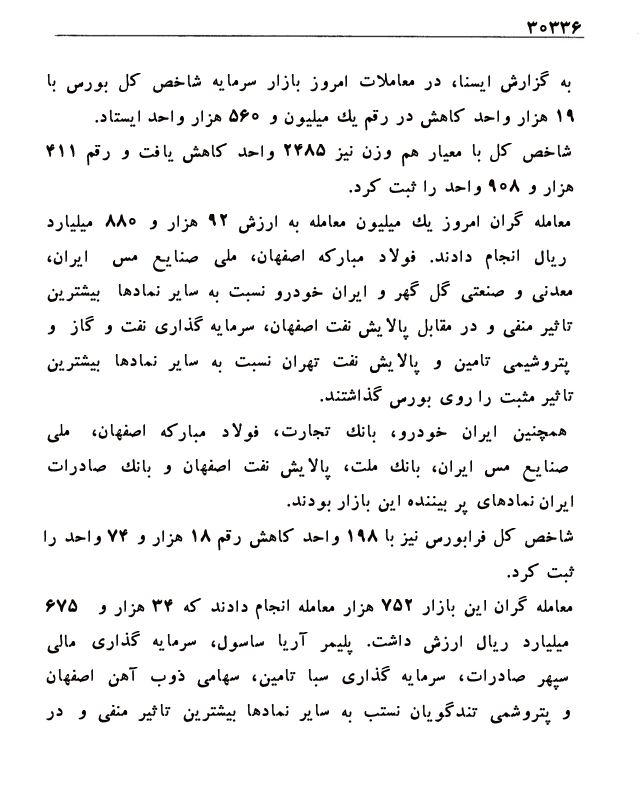 ۳۰۳۳۶
به گزارش ایسنا، در معاملات امروز بازار سرمایه شاخص کل بورس با
۱۹ هزار واحد کاهش در رقم یك میلیون و ۵۶۰ هزار واحد ایستاد.
شاخص کل با معیار هم وزن نیز ۲۴۸۵ واحد کاهش یافت و رقم ۴۱۱
هزار و ۹۰۸ واحد را ثبت کرد.
معامله گران امروز یك میلیون معامله به ارزش ۹۲ هزار و ۸۸۰ میلیارد
ریال انجام دادند. فولاد مبارکه اصفهان، ملی صنایع مس ایران،
معدنی و صنعتی گل گهر و ایران خودرو نسبت به سایر نمادها بیشترین
تاثیر منفی و در مقابل پالایش نفت اصفهان، سرمایه گذاری نفت و گاز و
پتروشیمی تامین و پالایش نفت تهران نسبت به سایر نمادها بیشترین
تاثیر مثبت را روی بورس گذاشتند.
همچنین ایران خودرو، بانك تجارت، فولاد مبارکه اصفهان، ملی
صنایع مس ایران، بانك ملت، پالایش نفت اصفهان و بانك صادرات
ایران نمادهای پر بیننده این بازار بودند.
شاخص کل فرابورس نیز با ۱۹۸ واحد کاهش رقم ۱۸ هزار و ۷۴ واحد را
ثبت کرد.
معامله گران این بازار ۷۵۲ هزار معامله انجام دادند که ۳۴ هزار و ۶۷۵
میلیارد ریال ارزش داشت. پلیمر آریا ساسول، سرمایه گذاری مالی
سپهر صادرات، سرمایه گذاری سبا تامین، سهامی ذوب آهن اصفهان
و پتروشمی تندگویان نستب به سایر نمادها بیشترین تاثیر منفی و در